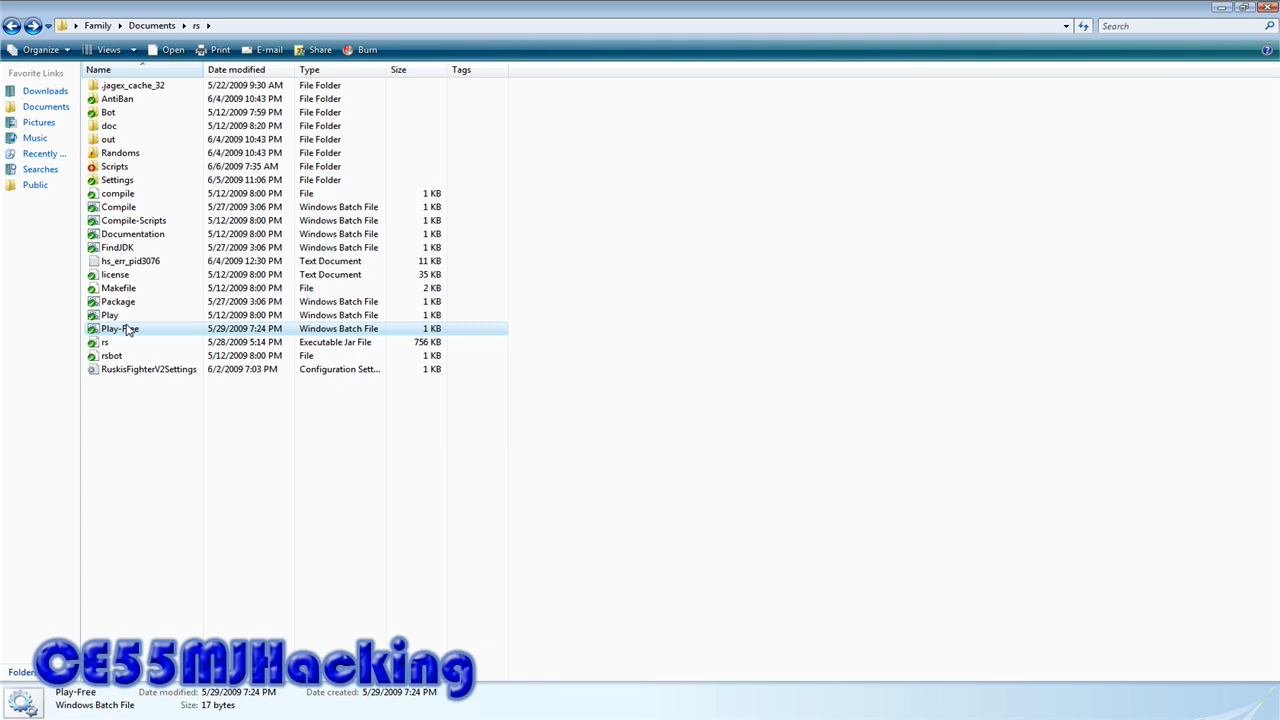 Family Documents rs
Search
Organize Views Open Print E-mail Share Burn
Favorite Links
Downloads
Documents
Pictures
Music
Recently ...
Searches
Public
Name Date modified Type Size Tags
.jagex_cache_32 5/22/2009 9:30 AM File Folder
AntiBan 6/4/2009 10:43 PM File Folder
Bot 5/12/2009 7:59 PM File Folder
doc 5/12/2009 8:20 PM File Folder
out 6/4/2009 10:43 PM File Folder
Randoms 6/4/2009 10:43 PM File Folder
Scripts 6/6/2009 7:35 AM File Folder
Settings 6/5/2009 11:06 PM File Folder
compile 5/12/2009 8:00 PM File 1 KB
Compile 5/27/2009 3:06 PM Windows Batch File 1 KB
Compile-Scripts 5/12/2009 8:00 PM Windows Batch File 1 KB
Documentation 5/12/2009 8:00 PM Windows Batch File 1 KB
FindJDK 5/27/2009 3:06 PM Windows Batch File 1 KB
hs_err_pid3076 6/4/2009 12:30 PM Text Document 11 KB
license 5/12/2009 8:00 PM Text Document 35 KB
Makefile 5/12/2009 8:00 PM File 2 KB
Package 5/27/2009 3:06 PM Windows Batch File 1 KB
Play 5/12/2009 8:00 PM Windows Batch File 1 KB
Play-Free 5/29/2009 7:24 PM Windows Batch File 1 KB
rs 5/28/2009 5:14 PM Executable Jar File 756 KB
rsbot 5/12/2009 8:00 PM File 1 KB
RuskisFighterV2Settings 6/2/2009 7:03 PM Configuration Sett... 1 KB
CE55MJHacking
Folders
Play-Free Date modified: 5/29/2009 7:24 PM Date created: 5/29/2009 7:24 PM
Windows Batch File Size: 17 bytes